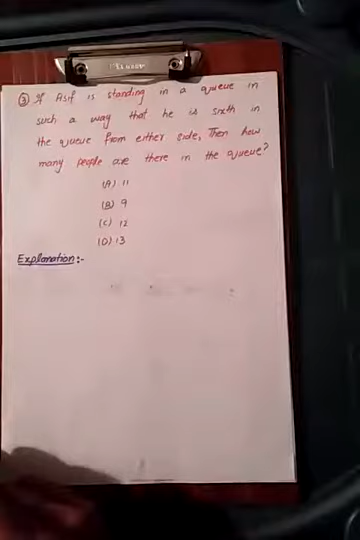 ③ If Asif is standing in a queue in
such a way that he is sixth in
the queue from either side, Then how
many people are there in the queue?
(A) 11
(B) 9
(C) 12
(D) 13
Explanation:-